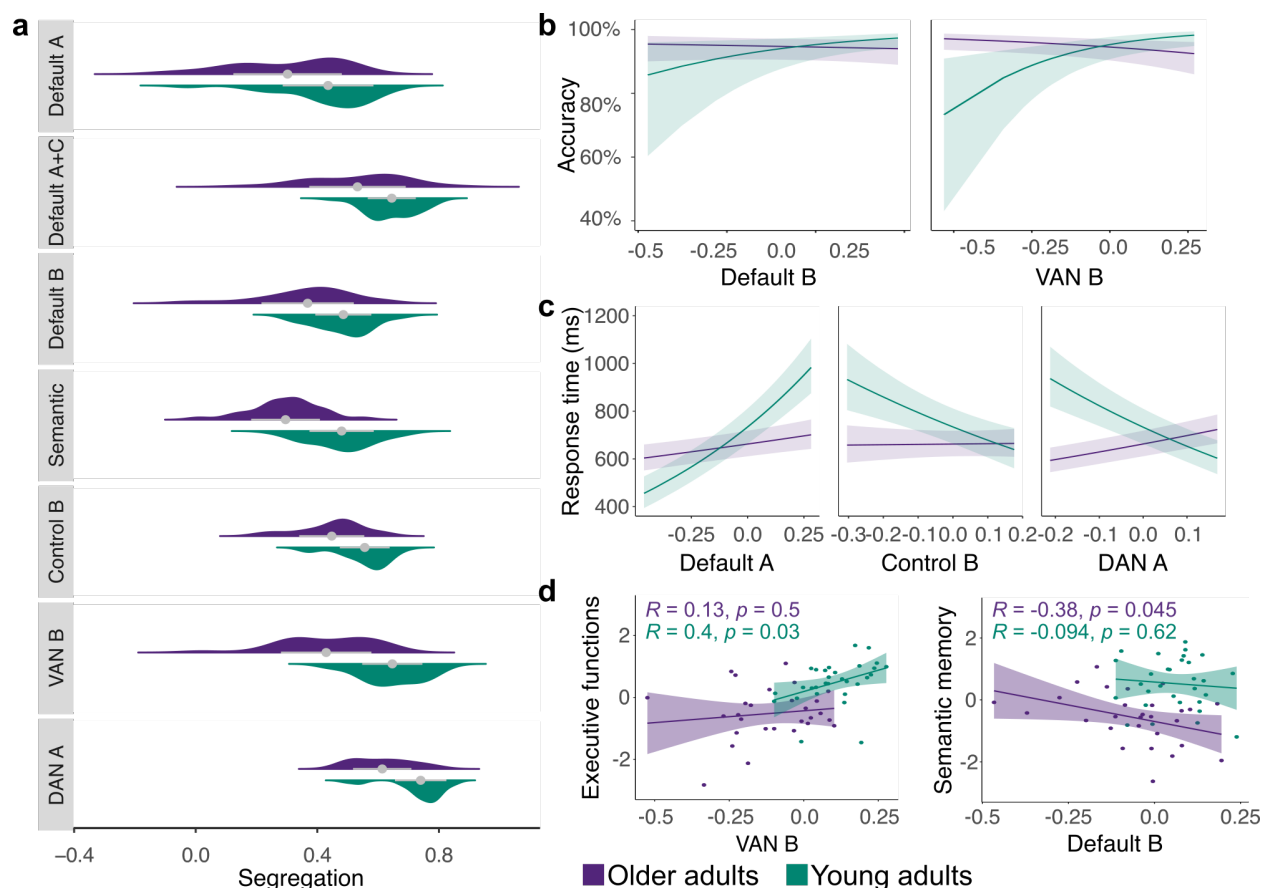 a
Default A
Default A+C
Default B
Semantic
Control B
VAN B
DAN A
−0.4 0.0 0.4 0.8
Segregation
b
Accuracy
100%
80%
60%
40%
-0.5 -0.25 0.0 0.25
Default B
-0.5 -0.25 0.0 0.25
VAN B
c
Response time (ms)
1200
1000
800
600
400
-0.25 0.0 0.25
Default A
-0.3-0.2-0.10.0 0.1 0.2
Control B
-0.2 -0.1 0.0 0.1
DAN A
d
Executive functions
R = 0.13, p = 0.5
R = 0.4, p = 0.03
2
0
-2
-0.5 -0.25 0.00 0.25
VAN B
Semantic memory
R = -0.38, p = 0.045
R = -0.094, p = 0.62
2
0
-2
-0.50 -0.25 0.00 0.25
Default B
Older adults Young adults